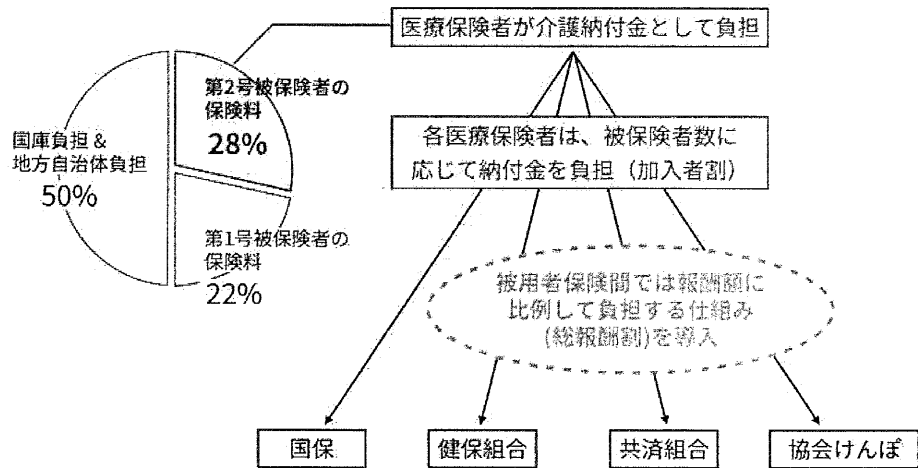 医療保険者が介護納付金として負担
第2号被保険者の
保険料
28%
国庫負担 &
地方自治体負担
50%
第1号被保険者の
保険料
22%
各医療保険者は、被保険者数に
応じて納付金を負担（加入者割）
被用者保険間では報酬額に
比例して負担する仕組み
(総報酬割)を導入
国保
健保組合
共済組合
協会けんぽ